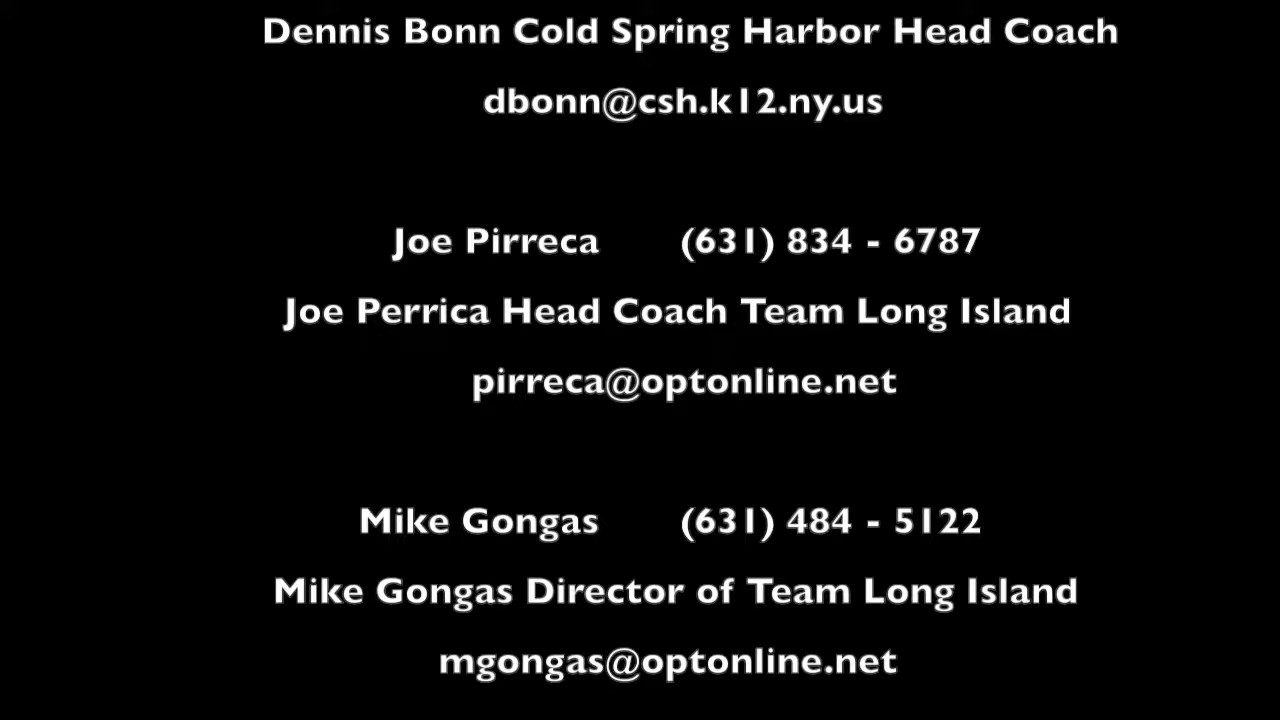 Dennis Bonn Cold Spring Harbor Head Coach
dbonn@csh.k12.ny.us
Joe Pirreca (631) 834 - 6787
Joe Perrica Head Coach Team Long Island
pirreca@optonline.net
Mike Gongas (631) 484 - 5122
Mike Gongas Director of Team Long Island
mgongas@optonline.net